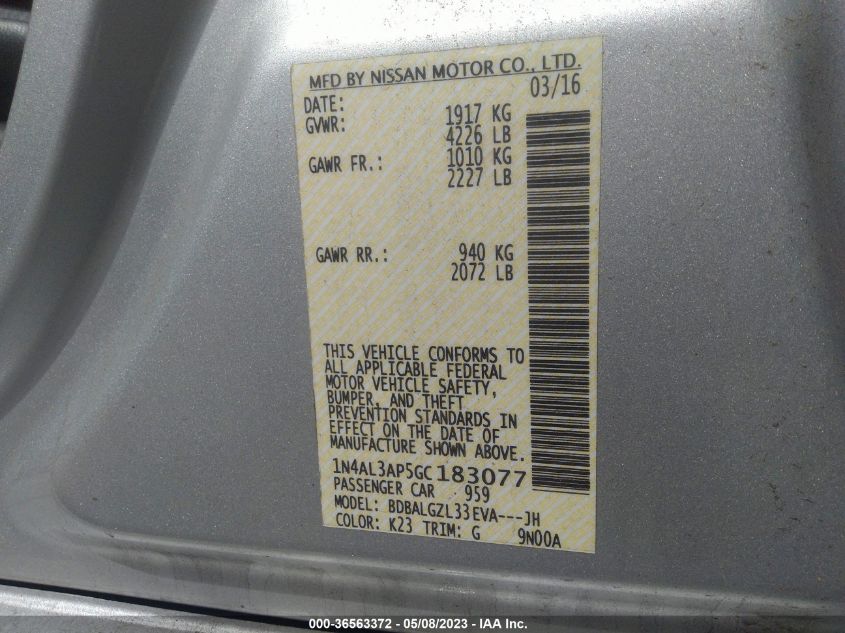 MFD BY NISSAN MOTOR CO., LTD.
DATE: 03/16
GVWR: 1917 KG
4226 LB
GAWR FR.: 1010 KG
2227 LB
GAWR RR.: 940 KG
2072 LB
THIS VEHICLE CONFORMS TO
ALL APPLICABLE FEDERAL
MOTOR VEHICLE SAFETY,
BUMPER, AND THEFT
PREVENTION STANDARDS IN
EFFECT ON THE DATE OF
MANUFACTURE SHOWN ABOVE.
1N4AL3AP5GC183077
PASSENGER CAR 959
MODEL: BDBALGZL33EVA---JH
COLOR: K23 TRIM: G 9N00A
000-36563372 - 05/08/2023 - IAA Inc.